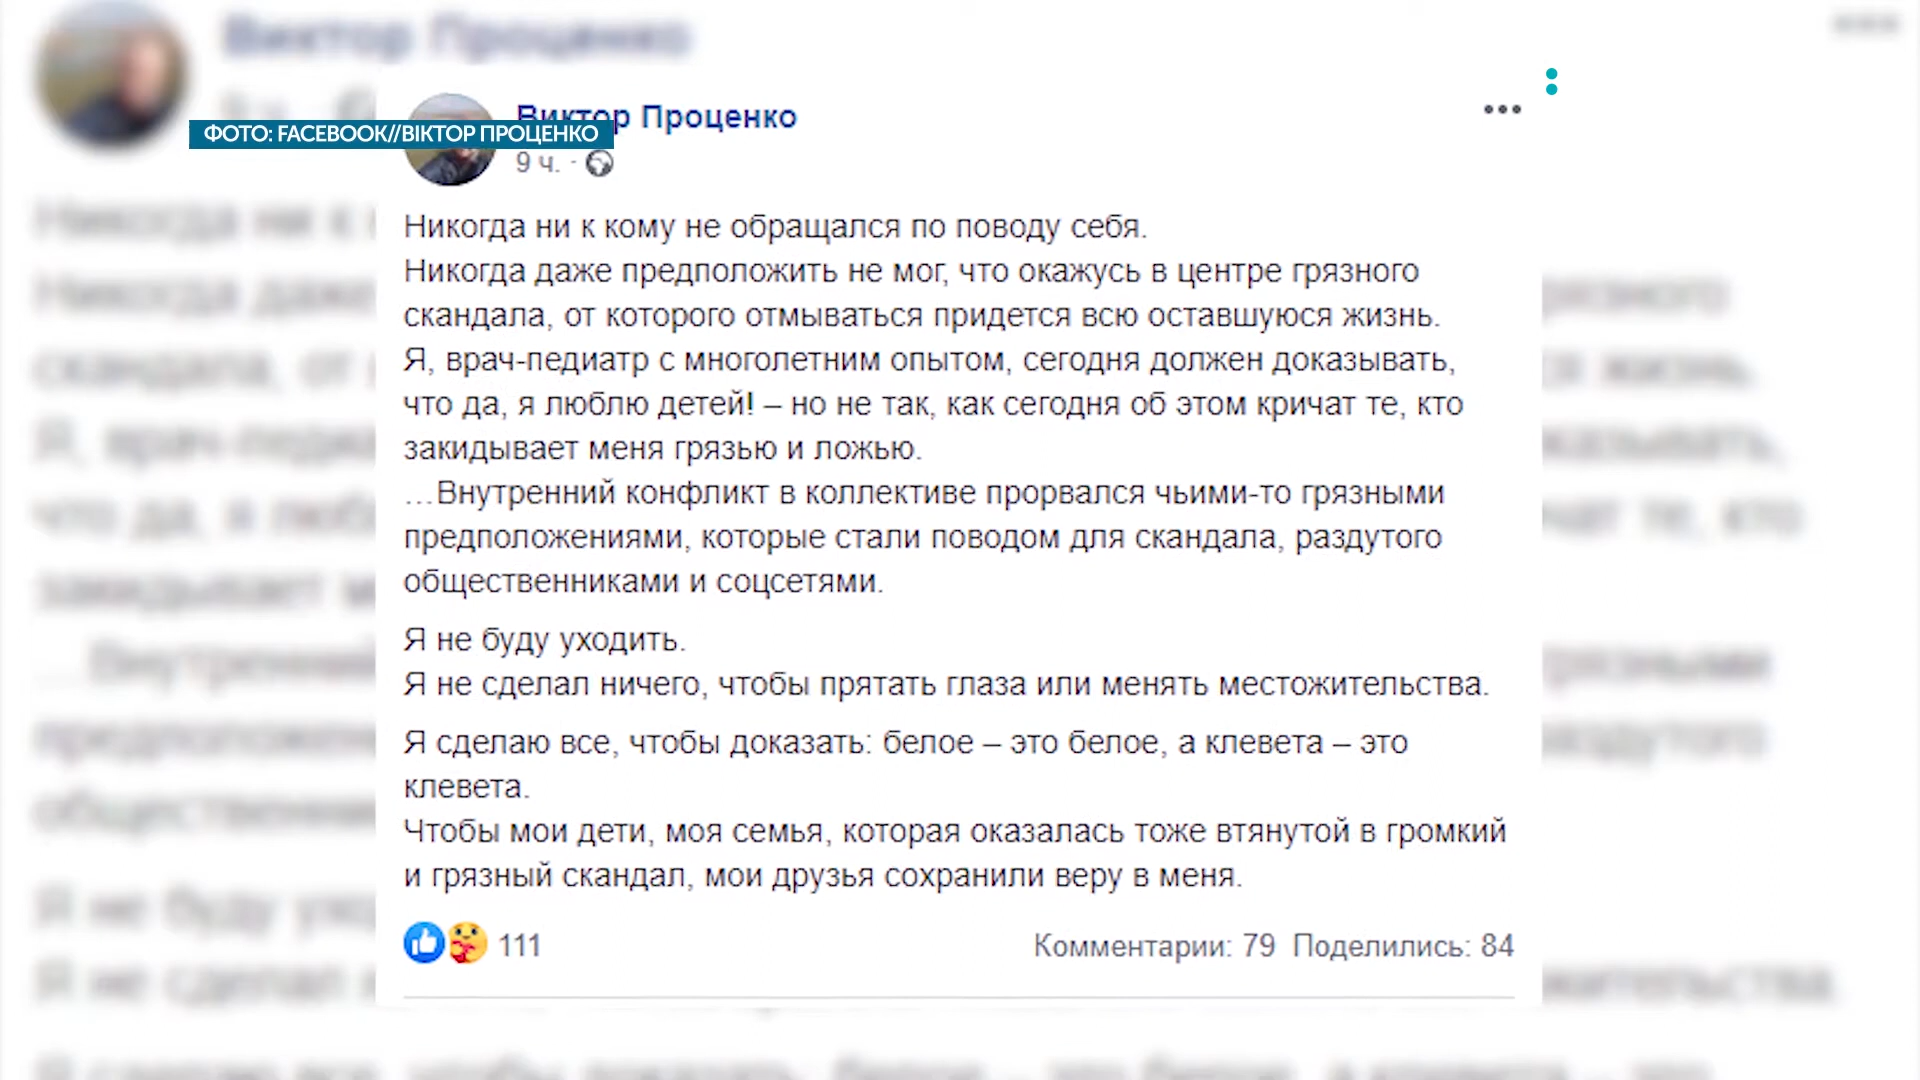 Виктор Проценко
ФОТО: FACEBOOK//ВІКТОР ПРОЦЕНКО
Виктор Проценко
9 ч. ·
Никогда ни к кому не обращался по поводу себя.
Никогда даже предположить не мог, что окажусь в центре грязного
скандала, от которого отмываться придется всю оставшуюся жизнь.
Я, врач-педиатр с многолетним опытом, сегодня должен доказывать,
что да, я люблю детей! – но не так, как сегодня об этом кричат те, кто
закидывает меня грязью и ложью.
...Внутренний конфликт в коллективе прорвался чьими-то грязными
предположениями, которые стали поводом для скандала, раздутого
общественниками и соцсетями.
Я не буду уходить.
Я не сделал ничего, чтобы прятать глаза или менять местожительства.
Я сделаю все, чтобы доказать: белое – это белое, а клевета – это
клевета.
Чтобы мои дети, моя семья, которая оказалась тоже втянутой в громкий
и грязный скандал, мои друзья сохранили веру в меня.
111
Комментарии: 79 Поделились: 84